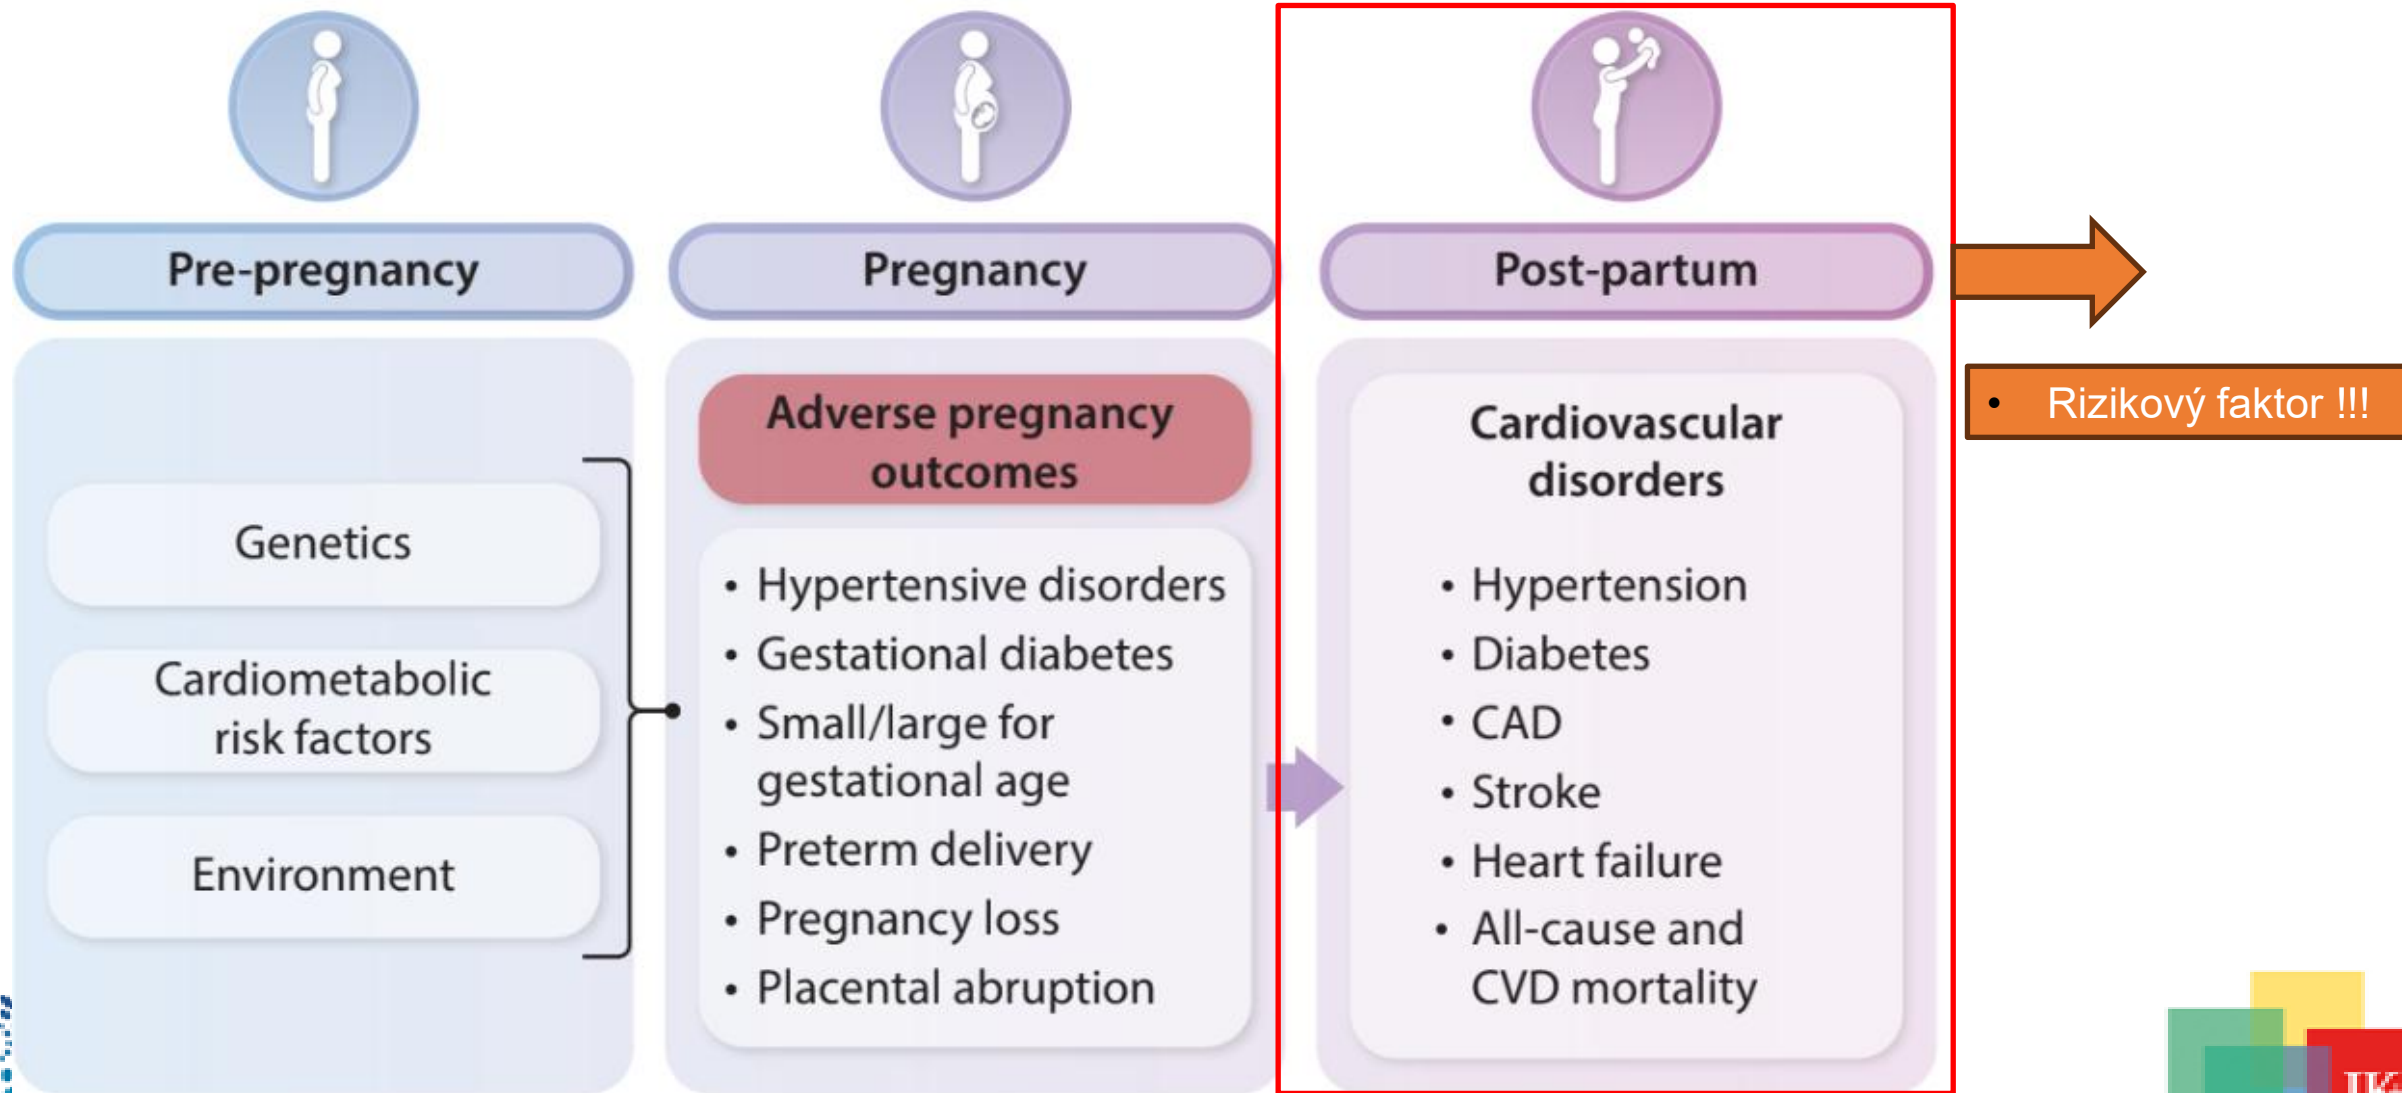 Pre-pregnancy
Genetics
Cardiometabolic
risk factors
Environment
Pregnancy
Adverse pregnancy
outcomes
• Hypertensive disorders
• Gestational diabetes
• Small/large for
gestational age
• Preterm delivery
• Pregnancy loss
• Placental abruption
Post-partum
Cardiovascular
disorders
• Hypertension
• Diabetes
• CAD
• Stroke
• Heart failure
• All-cause and
CVD mortality
• Rizikový faktor !!!